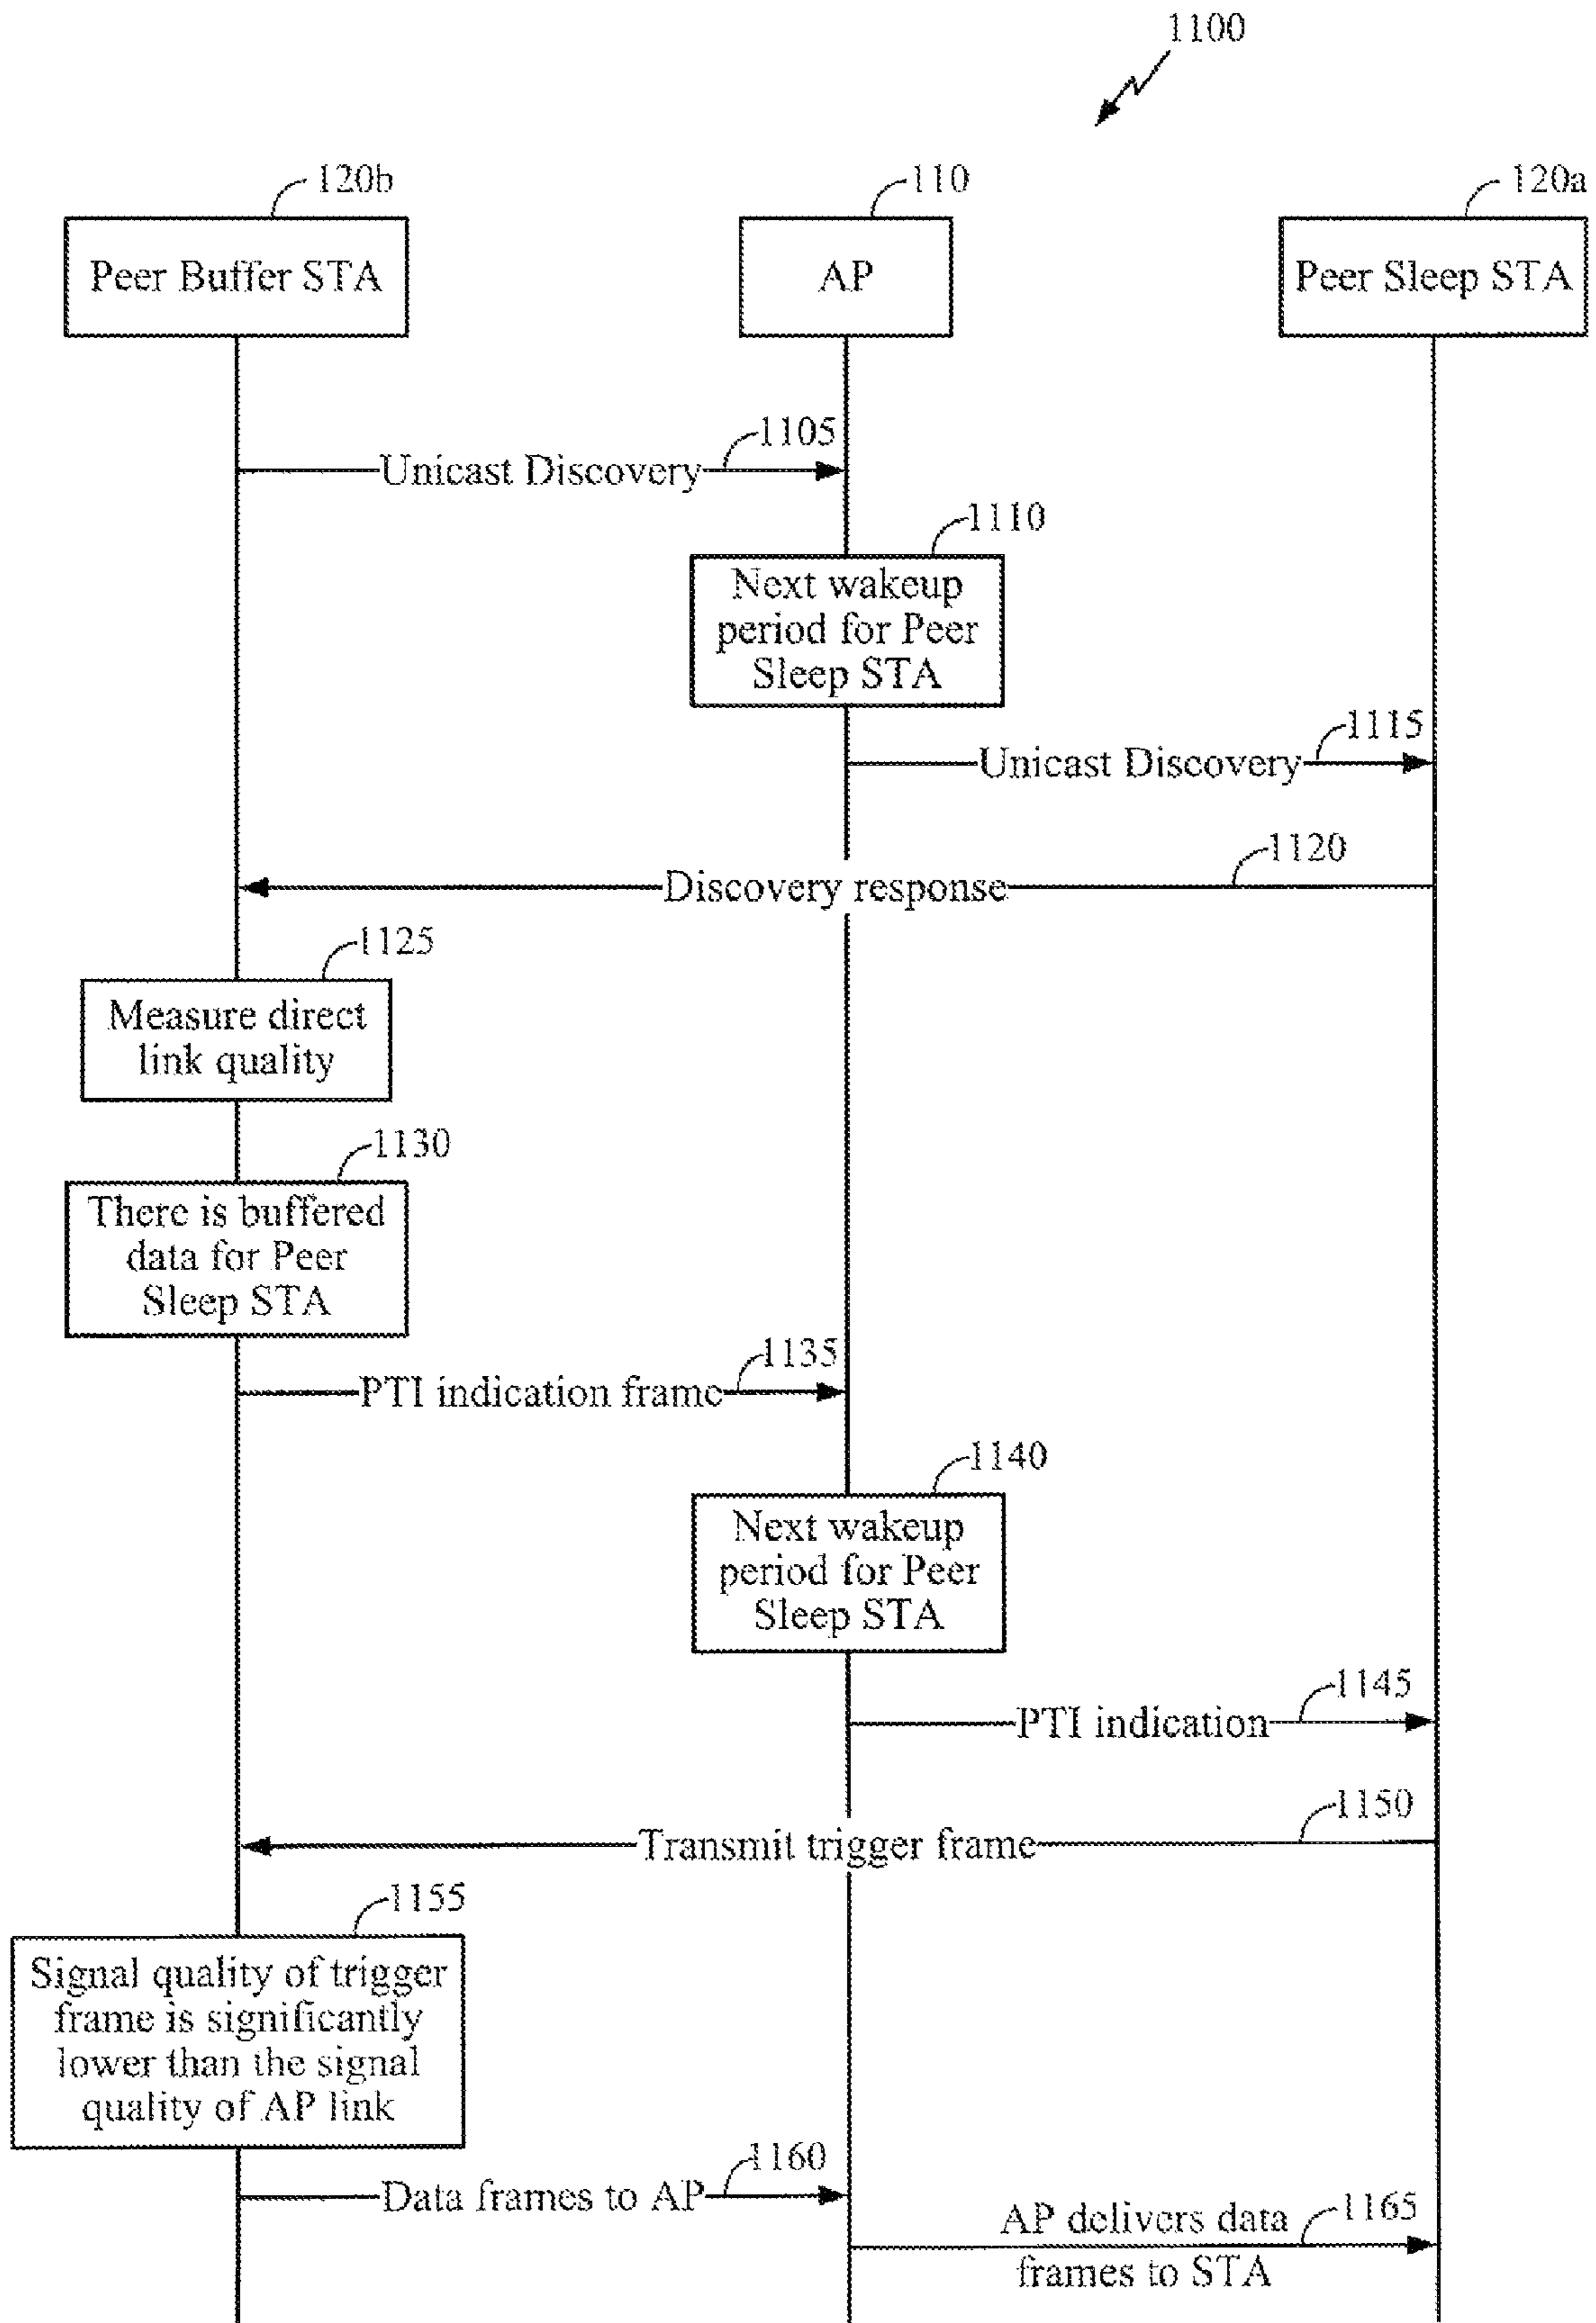 1100
120b
110
120a
Peer Buffer STA
AP
Peer Sleep STA
1105
Unicast Discovery
1110
Next wakeup
period for Peer
Sleep STA
1115
Unicast Discovery
1120
Discovery response
1125
Measure direct
link quality
1130
There is buffered
data for Peer
Sleep STA
1135
PTI indication frame
1140
Next wakeup
period for Peer
Sleep STA
1145
PTI indication
1150
Transmit trigger frame
1155
Signal quality of trigger
frame is significantly
lower than the signal
quality of AP link
1160
Data frames to AP
1165
AP delivers data
frames to STA